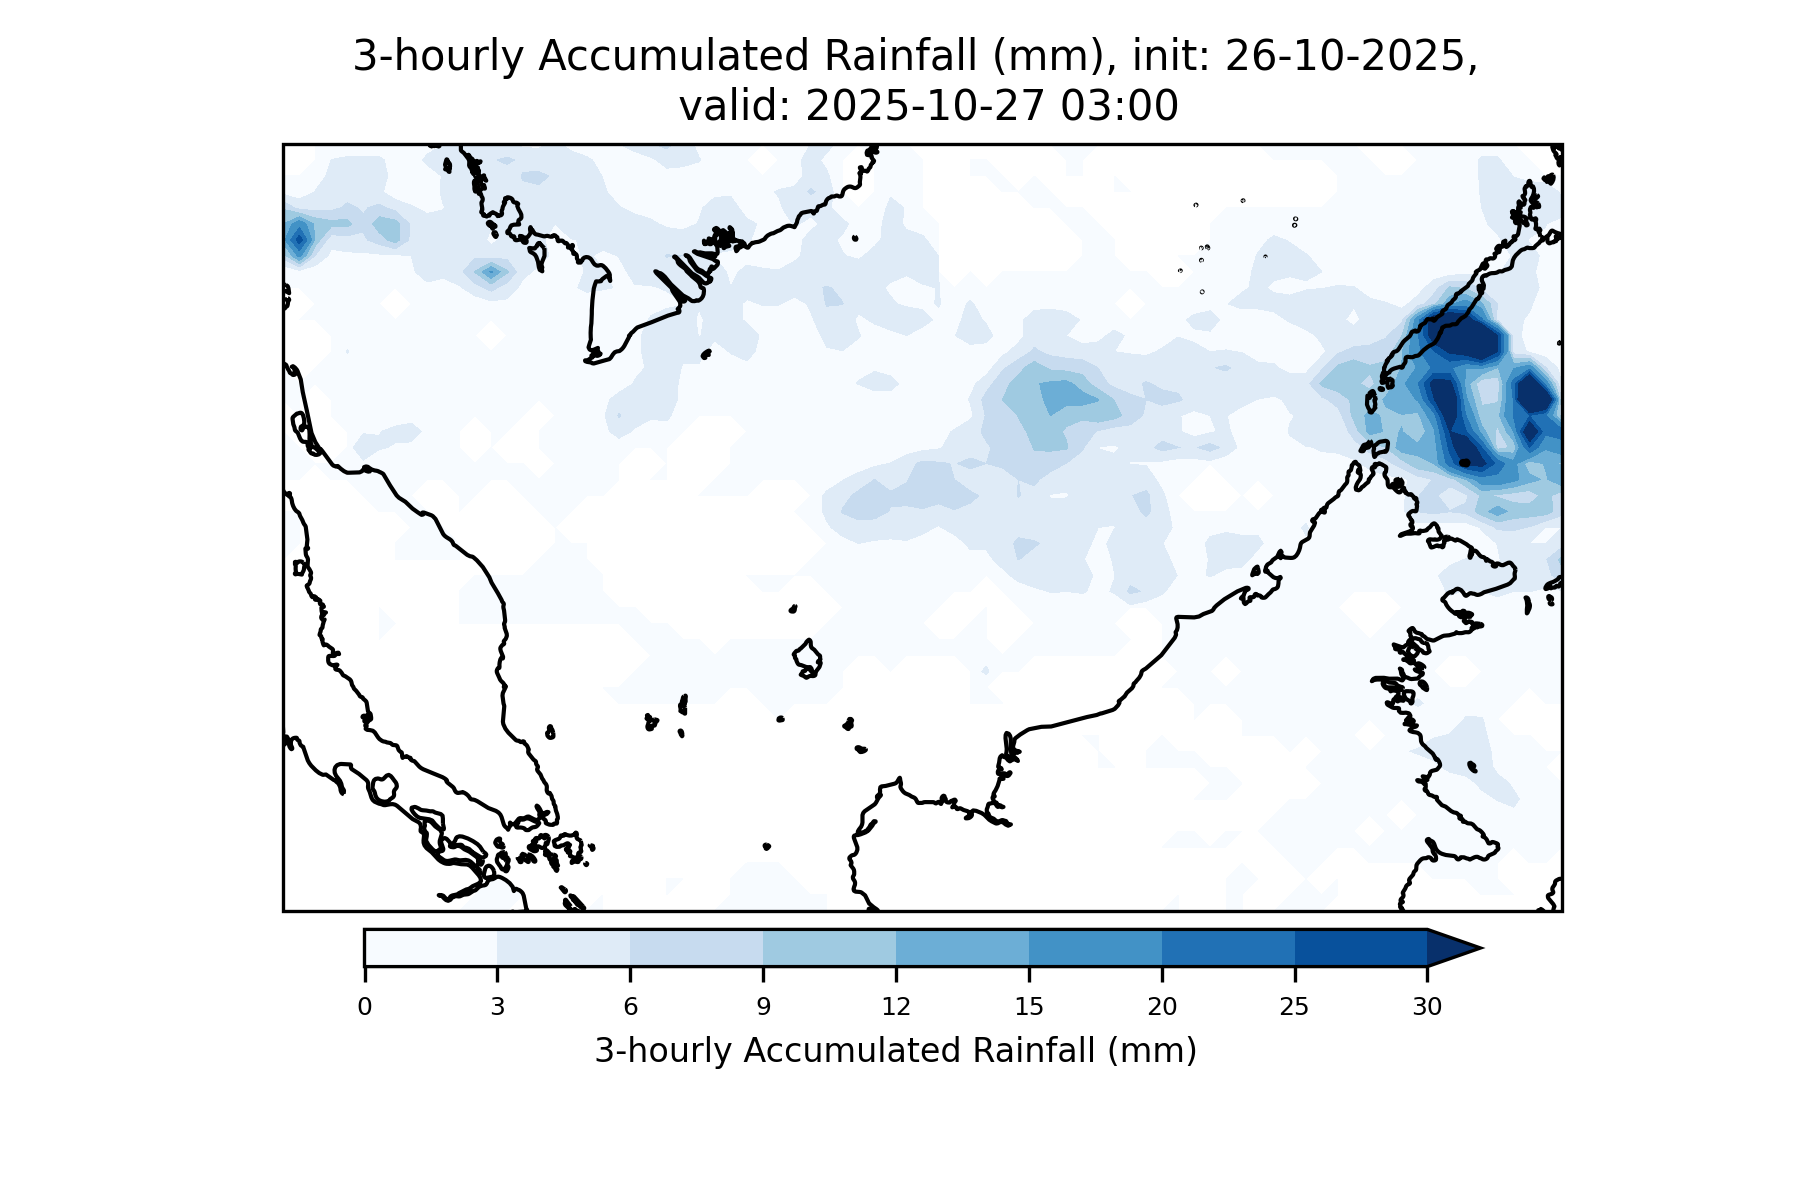 3-hourly Accumulated Rainfall (mm), init: 26-10-2025,
valid: 2025-10-27 03:00
0 3 6 9 12 15 20 25 30
3-hourly Accumulated Rainfall (mm)